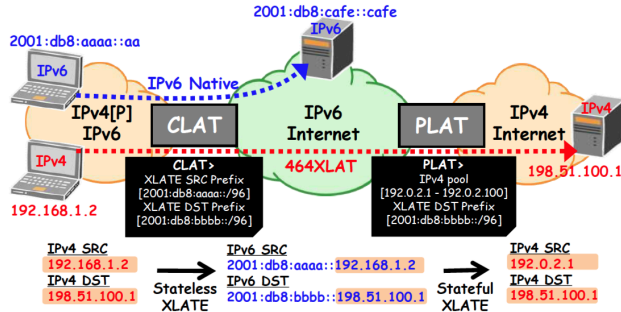 2001:db8:cafe::cafe
2001:db8:aaaa::aa
IPv6
IPv6
IPv6 Native
IPv4[P]
IPv6
CLAT
IPv6
Internet
PLAT
IPv4
Internet
IPv4
IPv4
464XLAT
198.51.100.1
192.168.1.2
CLAT>
XLATE SRC Prefix
[2001:db8:aaaa::/96]
XLATE DST Prefix
[2001:db8:bbbb::/96]
PLAT>
IPv4 pool
[192.0.2.1 - 192.0.2.100]
XLATE DST Prefix
[2001:db8:bbbb::/96]
IPv4 SRC
192.168.1.2
IPv4 DST
198.51.100.1
Stateless
XLATE
IPv6 SRC
2001:db8:aaaa::192.168.1.2
IPv6 DST
2001:db8:bbbb::198.51.100.1
Stateful
XLATE
IPv4 SRC
192.0.2.1
IPv4 DST
198.51.100.1